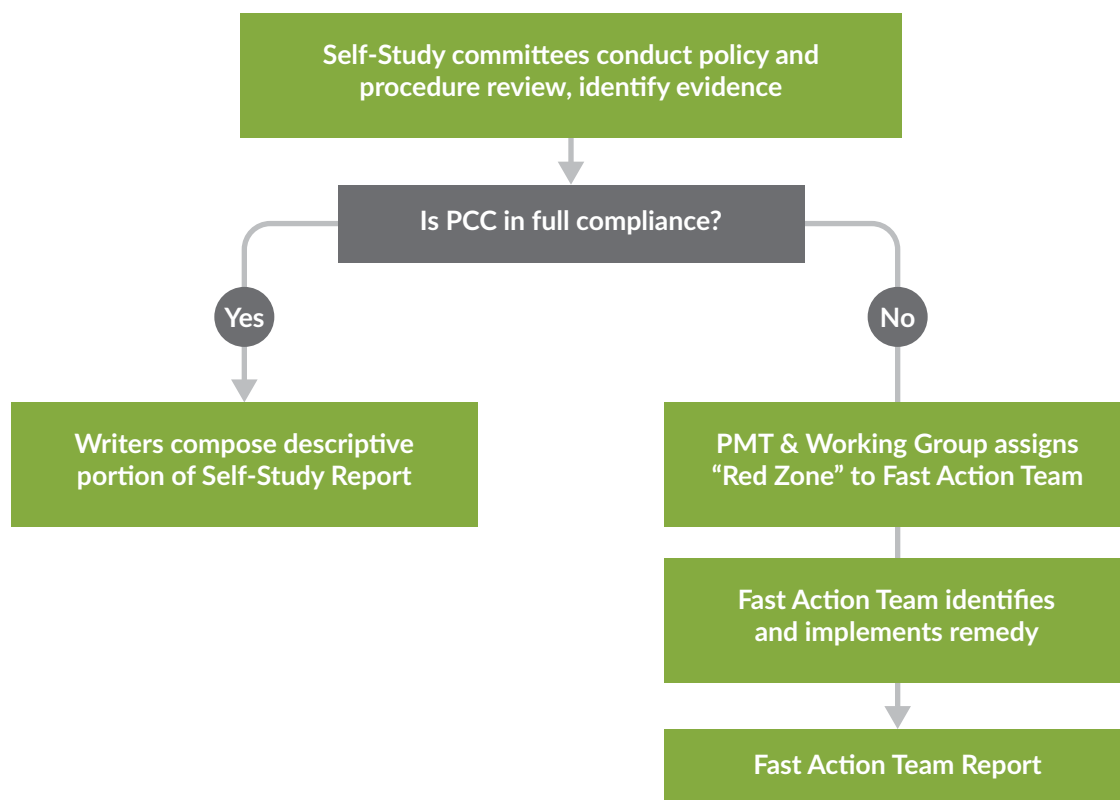 Self-Study committees conduct policy and
procedure review, identify evidence
Is PCC in full compliance?
Yes
No
Writers compose descriptive
portion of Self-Study Report
PMT & Working Group assigns
“Red Zone” to Fast Action Team
Fast Action Team identifies
and implements remedy
Fast Action Team Report